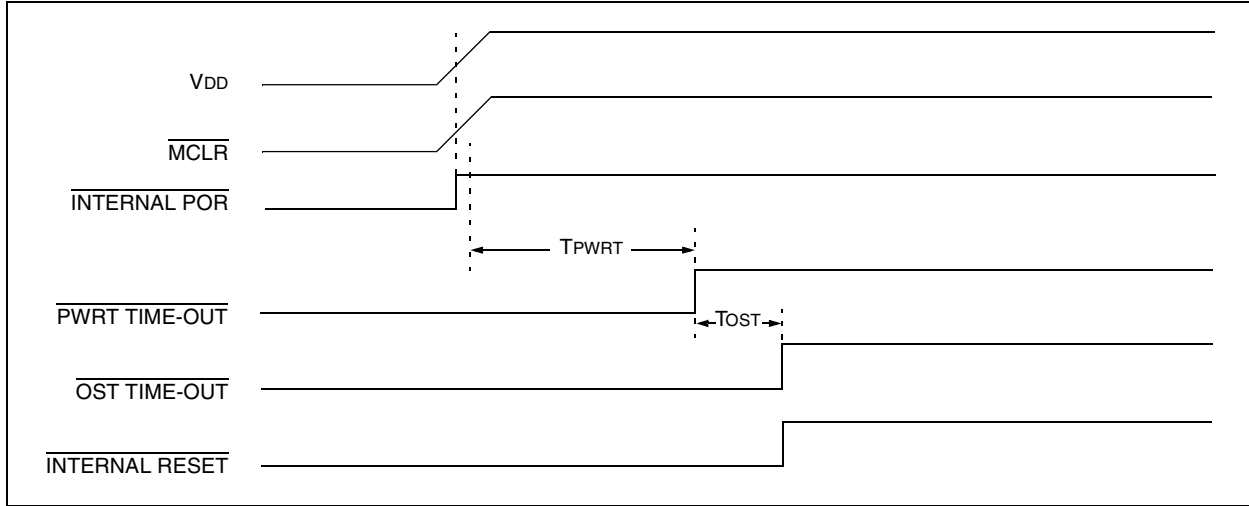 VDD
MCLR
INTERNAL POR
TPWRT
PWRT TIME-OUT
TOST
OST TIME-OUT
INTERNAL RESET